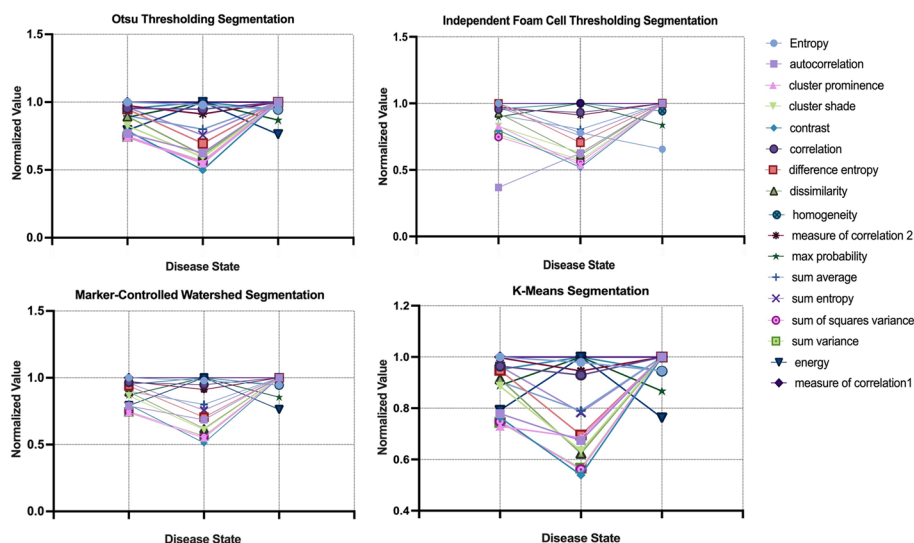 Otsu Thresholding Segmentation
1.5
1.0
0.5
0.0
Normalized Value
Disease State
Independent Foam Cell Thresholding Segmentation
1.5
1.0
0.5
0.0
Normalized Value
Disease State
Marker-Controlled Watershed Segmentation
1.5
1.0
0.5
0.0
Normalized Value
Disease State
K-Means Segmentation
1.2
1.0
0.8
0.6
0.4
Normalized Value
Disease State
Entropy
autocorrelation
cluster prominence
cluster shade
contrast
correlation
difference entropy
dissimilarity
homogeneity
measure of correlation 2
max probability
sum average
sum entropy
sum of squares variance
sum variance
energy
measure of correlation1